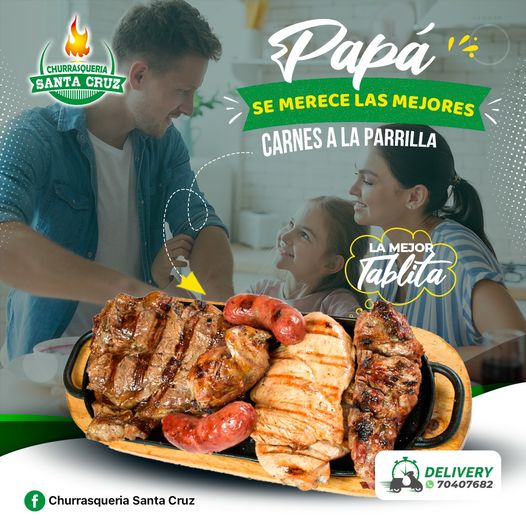 CHURRASQUERIA
SANTA CRUZ
Papá
SE MERECE LAS MEJORES
CARNES A LA PARRILLA
LA MEJOR
Tablita
DELIVERY
70407682
Churrasqueria Santa Cruz